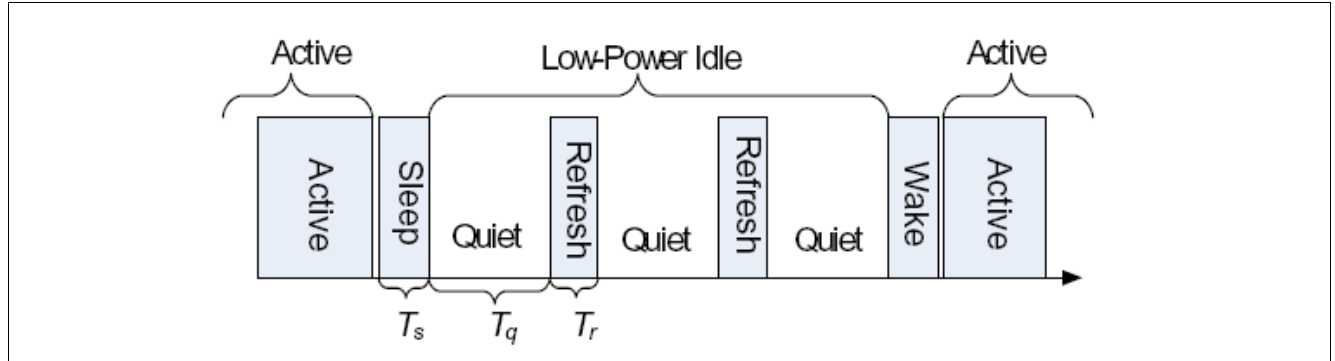 Active
Low-Power Idle
Active
Active
Sleep
Quiet
Refresh
Quiet
Refresh
Quiet
Wake
Active
Ts
Tq
Tr